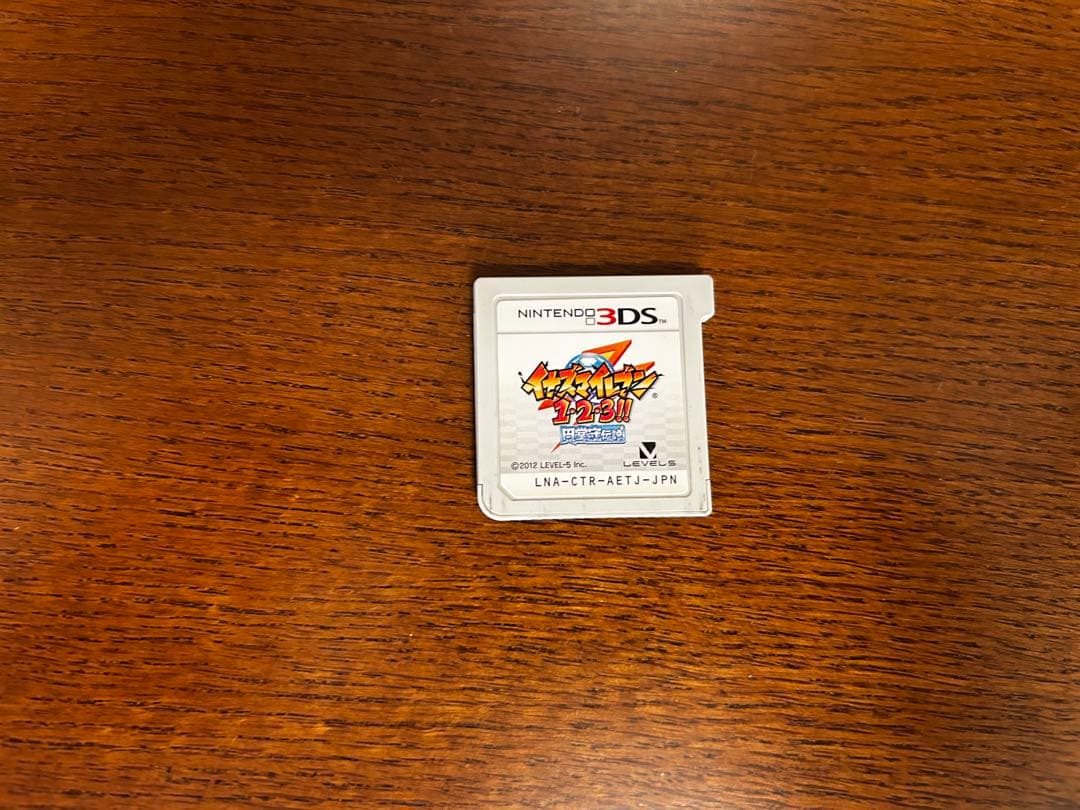 NINTENDO 3DS™
イナズマイレブン®
1・2・3!!
円堂守伝説
©2012 LEVEL-5 Inc.
LEVEL5
LNA-CTR-AETJ-JPN